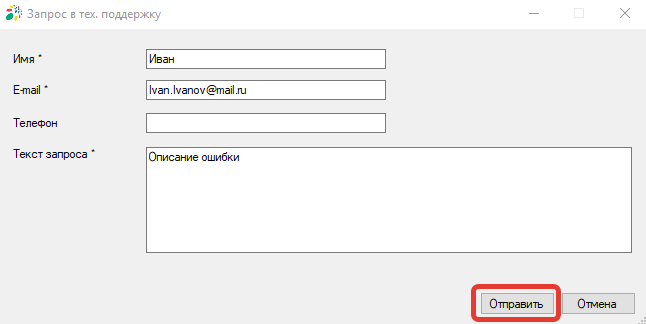 Запрос в тех. поддержку
Имя * Иван
E-mail * Ivan.Ivanov@mail.ru
Телефон
Текст запроса * Описание ошибки
Отправить Отмена